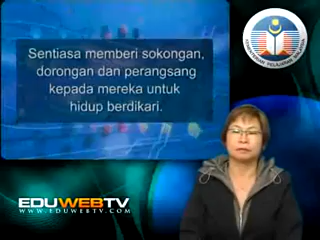 Sentiasa memberi sokongan,
dorongan dan perangsang
kepada mereka untuk
hidup berdikari.
EDUWEBTV
WWW.EDUWEBTV.COM